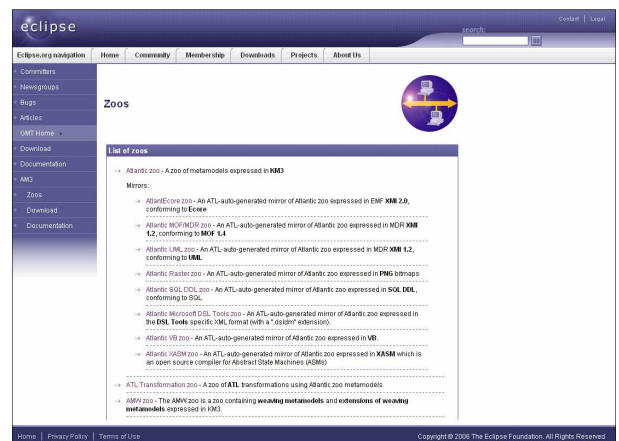 eclipse
Contact | Legal
search:
Eclipse.org navigation
Home
Community
Membership
Downloads
Projects
About Us
Committers
Newsgroups
Bugs
Articles
GMT Home
Download
Documentation
AM3
Zoos
Download
Documentation
Zoos
List of zoos
Atlantic zoo - A zoo of metamodels expressed in KM3
Mirrors:
AtlantEcore zoo - An ATL-auto-generated mirror of Atlantic zoo expressed in EMF XMI 2.0,
conforming to Ecore
Atlantic MOF/MDR zoo - An ATL-auto-generated mirror of Atlantic zoo expressed in MDR XMI
1.2, conforming to MOF 1.4
Atlantic UML zoo - An ATL-auto-generated mirror of Atlantic zoo expressed in MDR XMI 1.2,
conforming to UML
Atlantic Raster zoo - An ATL-auto-generated mirror of Atlantic zoo expressed in PNG bitmaps
Atlantic SQL DDL zoo - An ATL-auto-generated mirror of Atlantic zoo expressed in SQL DDL,
conforming to SQL
Atlantic Microsoft DSL Tools zoo - An ATL-auto-generated mirror of Atlantic zoo expressed in
the DSL Tools specific XML format (with a ".dsldm" extension).
Atlantic VB zoo - An ATL-auto-generated mirror of Atlantic zoo expressed in VB.
Atlantic XASM zoo - An ATL-auto-generated mirror of Atlantic zoo expressed in XASM which is
an open source compiler for Abstract State Machines (ASMs)
ATL Transformation zoo - A zoo of ATL transformations using Atlantic zoo metamodels
AMW zoo - The AMW zoo is a zoo containing weaving metamodels and extensions of weaving
metamodels expressed in KM3.
Home | Privacy Policy | Terms of Use
Copyright © 2006 The Eclipse Foundation. All Rights Reserved